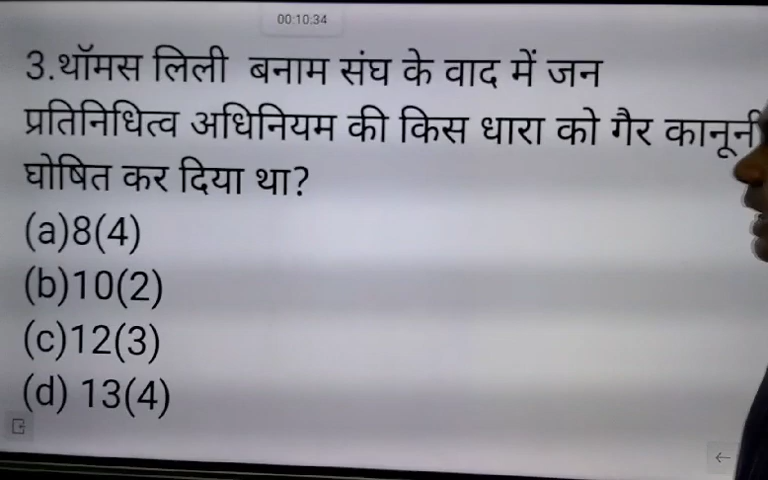 00:10:34
3.थॉमस लिली बनाम संघ के वाद में जन
प्रतिनिधित्व अधिनियम की किस धारा को गैर कानूनी
घोषित कर दिया था?
(a)8(4)
(b)10(2)
(c)12(3)
(d) 13(4)